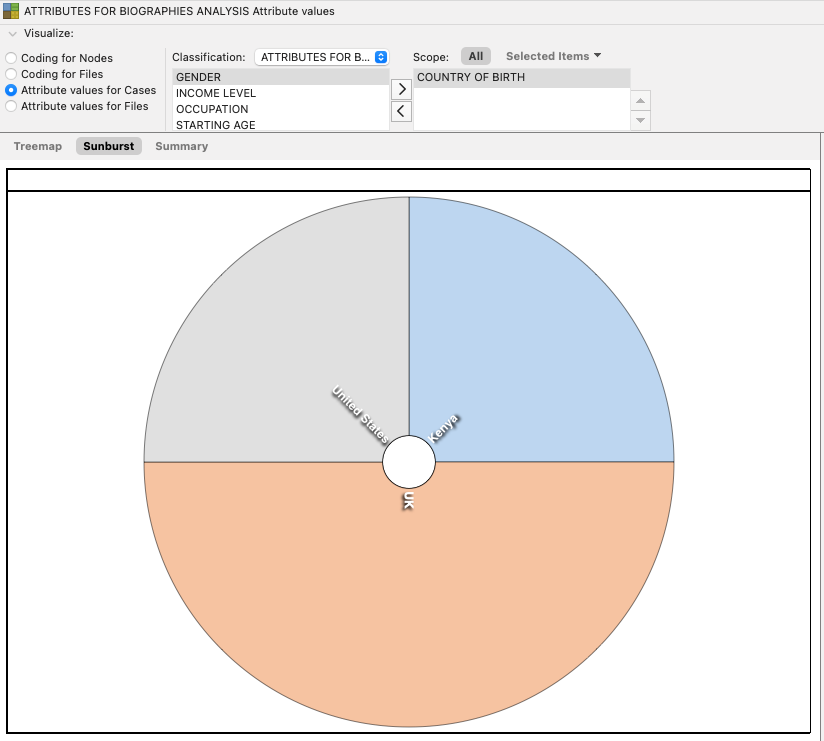 ATTRIBUTES FOR BIOGRAPHIES ANALYSIS Attribute values
Visualize:
Coding for Nodes
Coding for Files
Attribute values for Cases
Attribute values for Files
Classification: ATTRIBUTES FOR B...
GENDER
INCOME LEVEL
OCCUPATION
STARTING AGE
Scope: All Selected Items
COUNTRY OF BIRTH
Treemap Sunburst Summary
United States
Kenya
UK